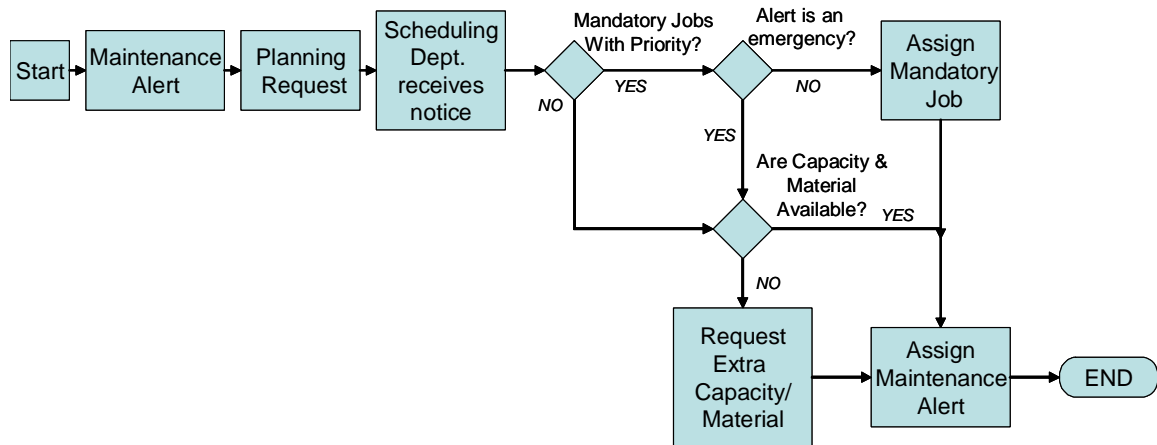 Start
Maintenance
Alert
Planning
Request
Scheduling
Dept.
receives
notice
Mandatory Jobs
With Priority?
YES
NO
Alert is an
emergency?
NO
YES
Assign
Mandatory
Job
Are Capacity &
Material
Available?
YES
NO
Request
Extra
Capacity/
Material
Assign
Maintenance
Alert
END